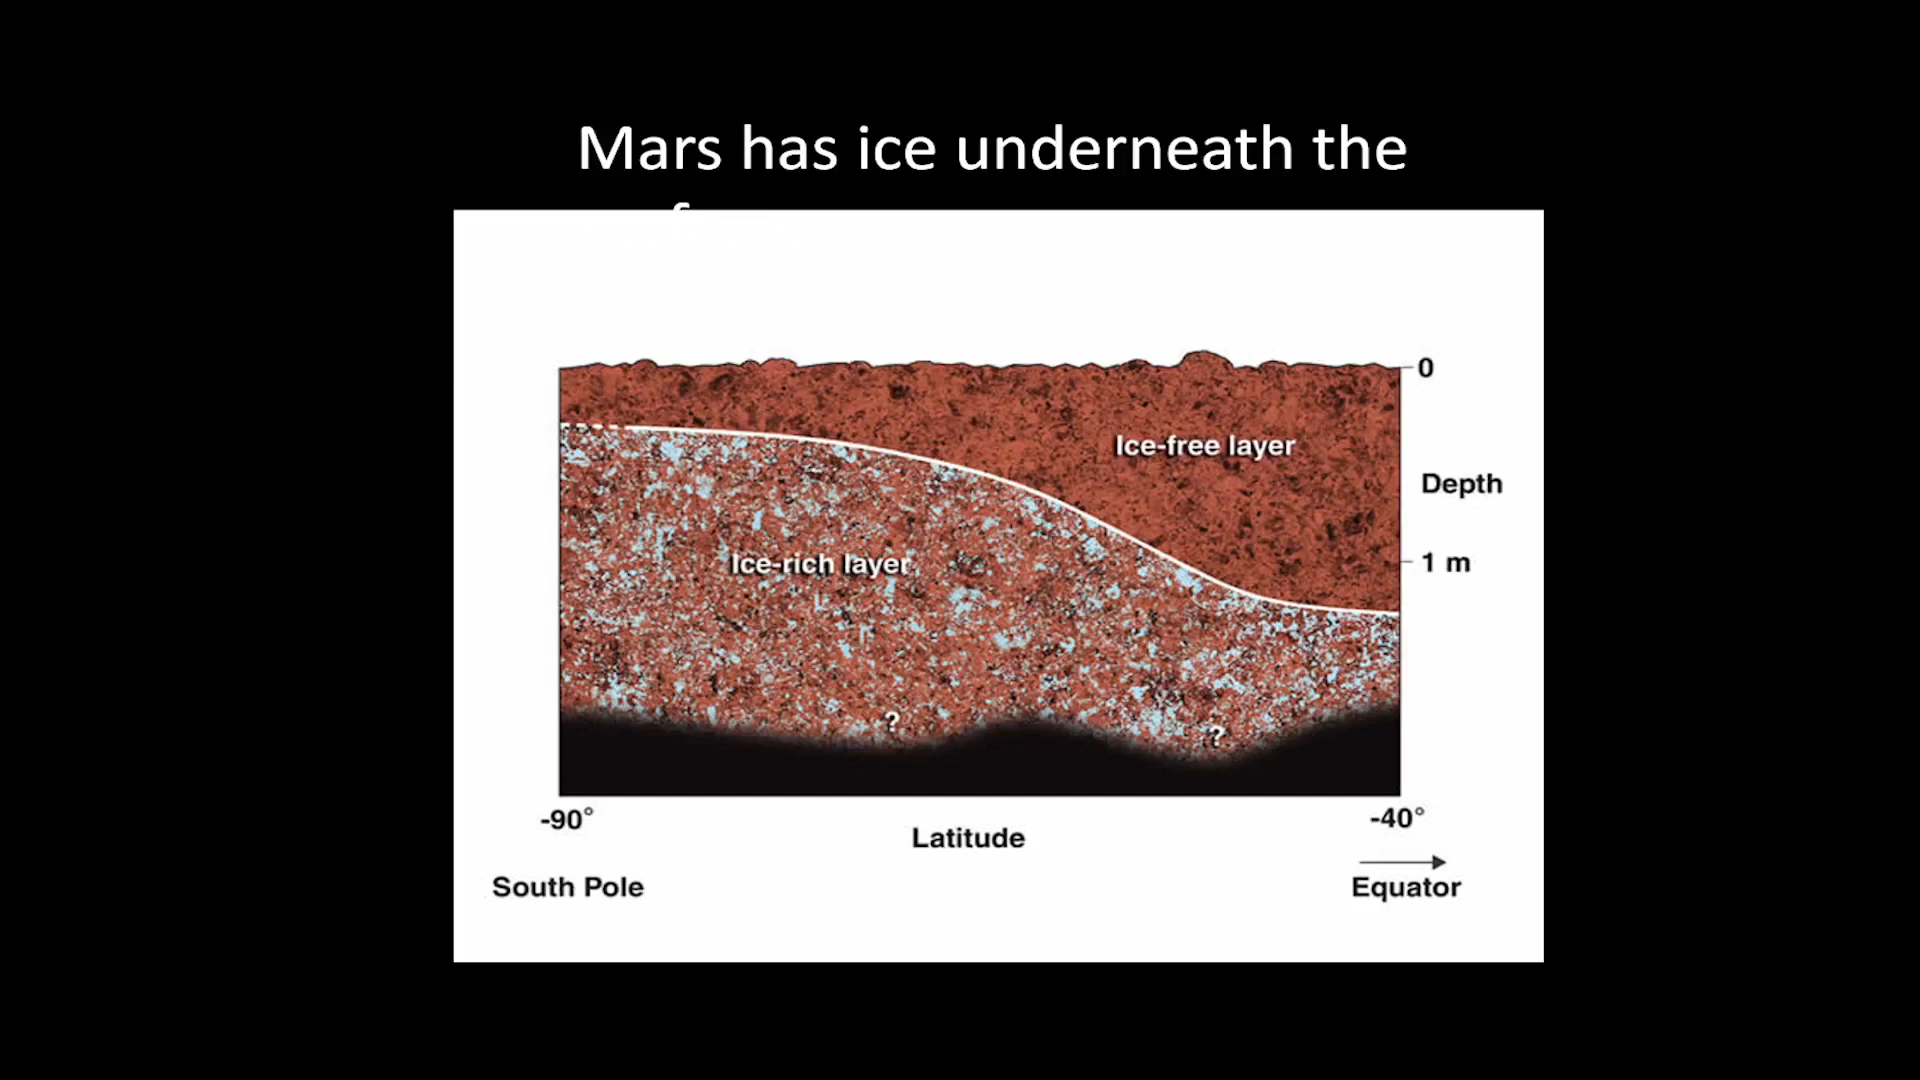 Mars has ice underneath the
0
Ice-free layer
Depth
1 m
Ice-rich layer
?
?
-90°
-40°
Latitude
South Pole
Equator